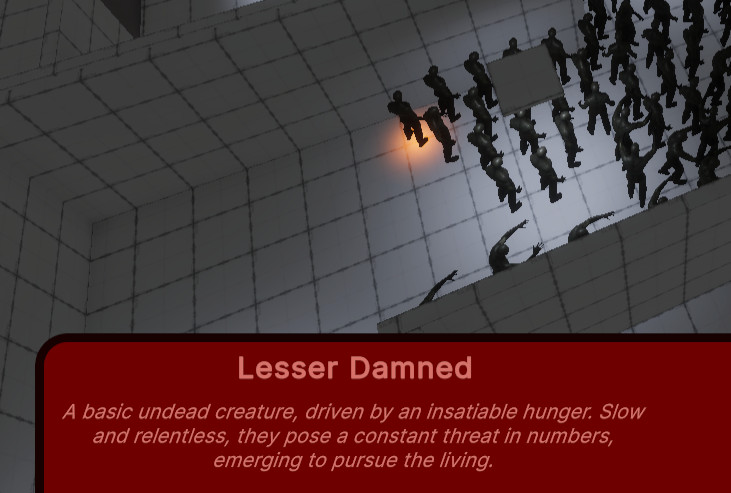 Lesser Damned
A basic undead creature, driven by an insatiable hunger. Slow
and relentless, they pose a constant threat in numbers,
emerging to pursue the living.